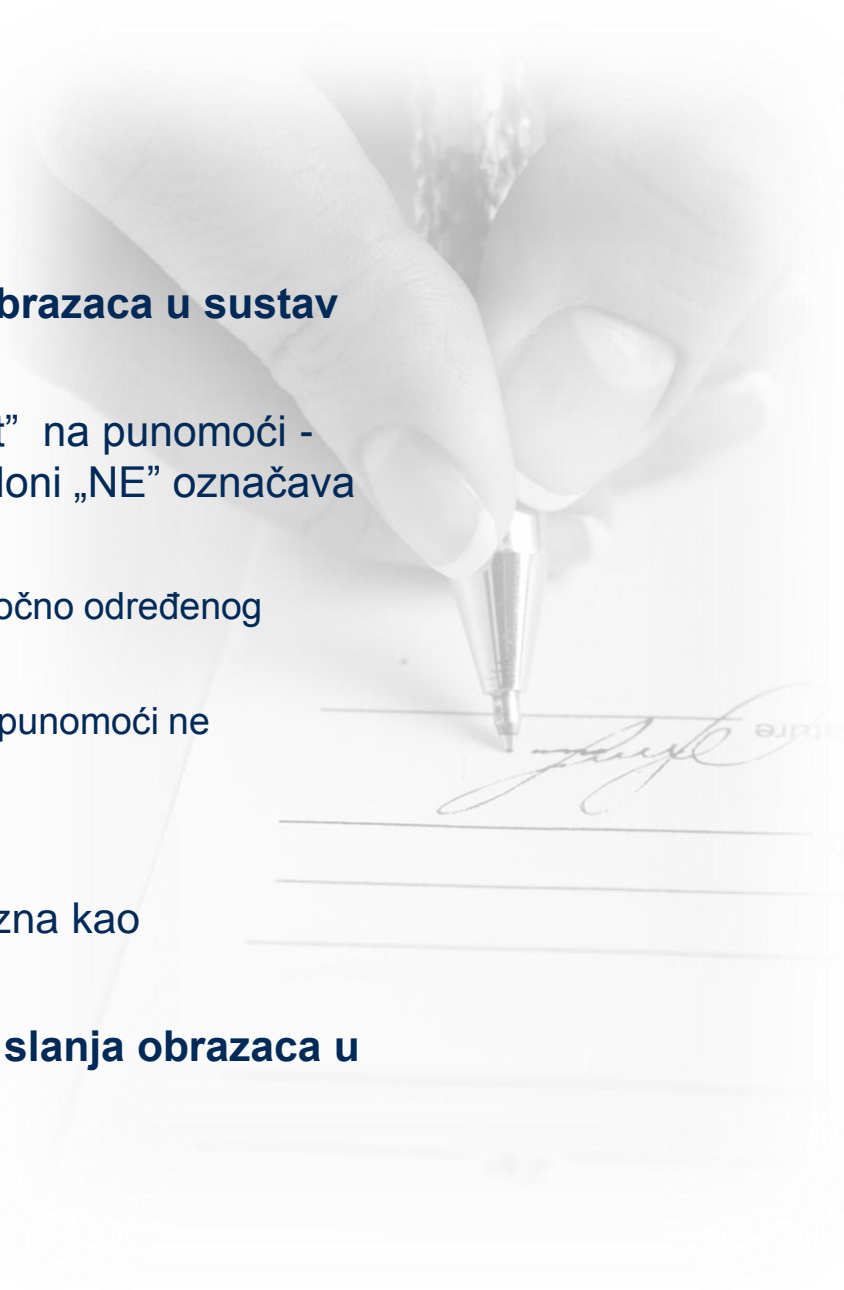 brazaca u sustav
t” na punomoći -
loni „NE” označava
očno određenog
punomoći ne
zna kao
slanja obrazaca u